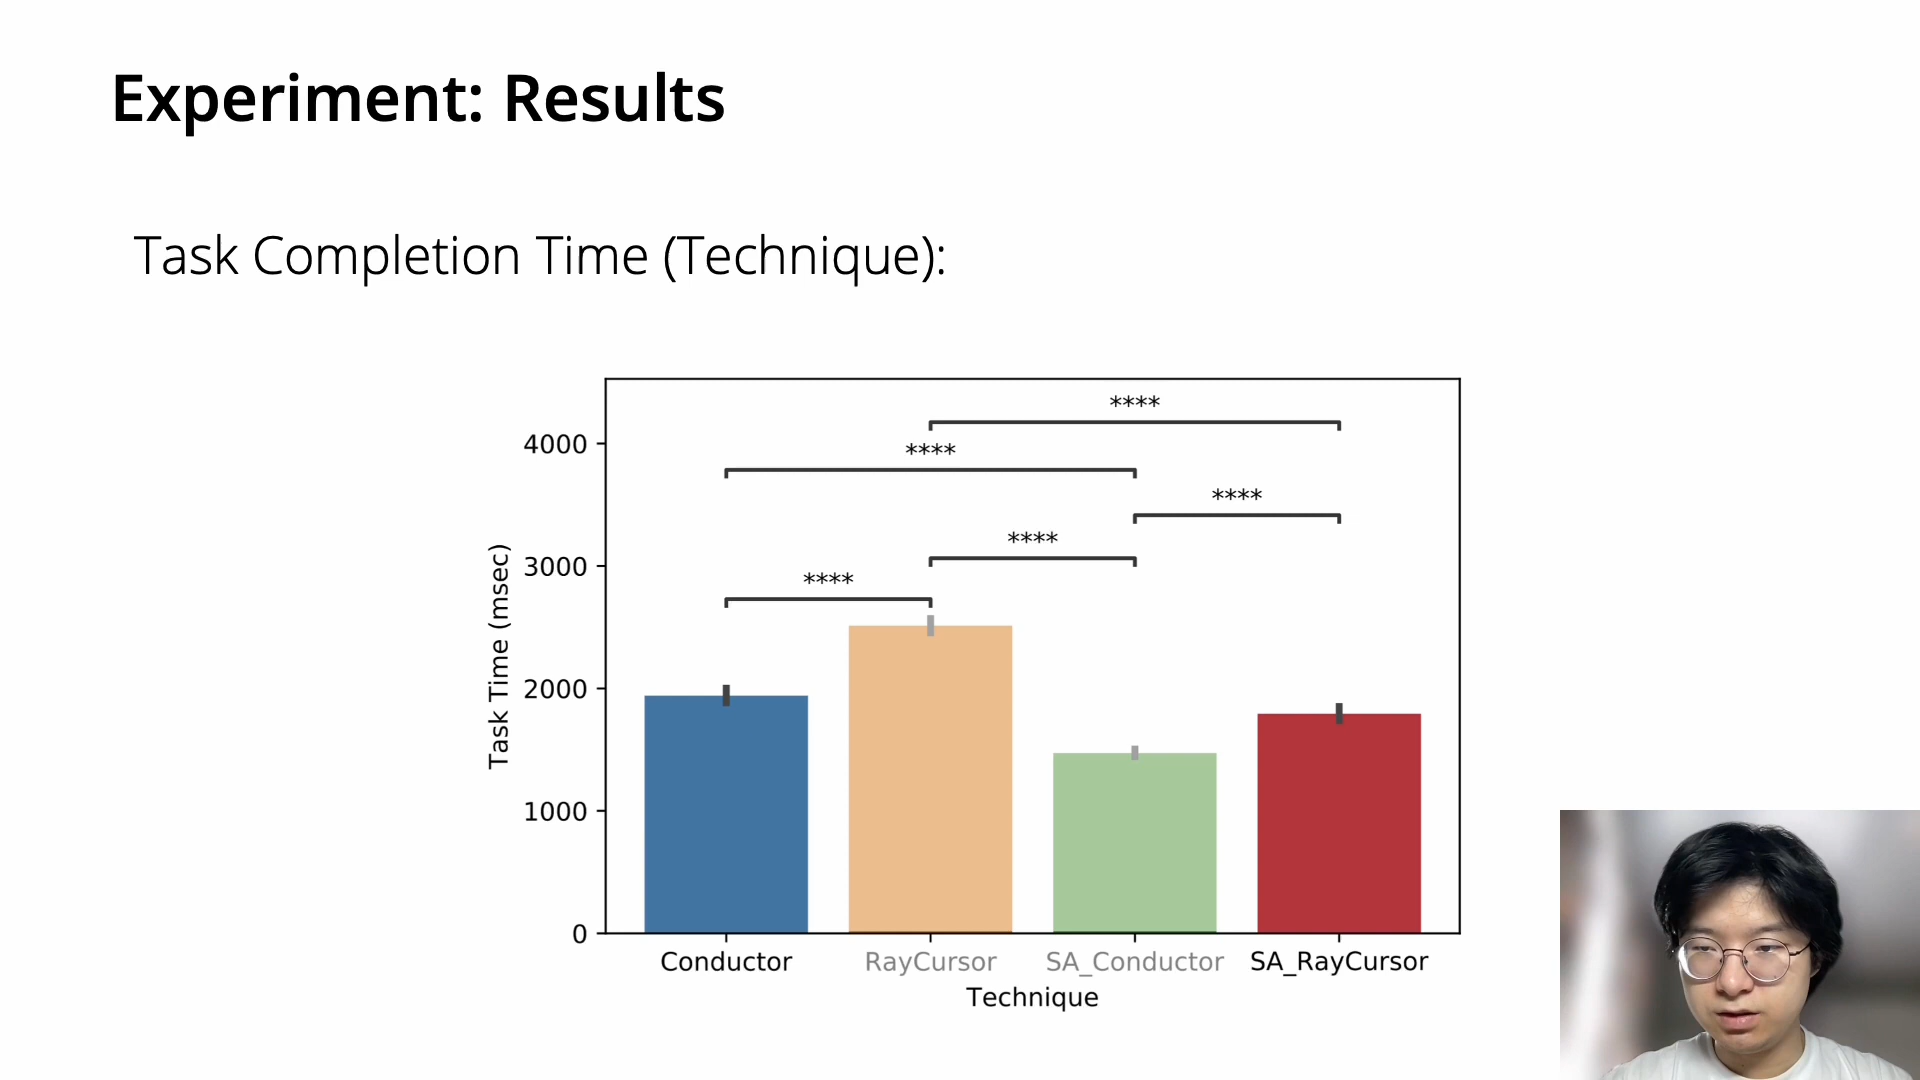 Experiment: Results
Task Completion Time (Technique):
****
4000
****
****
****
3000
****
2000
1000
0
Task Time (msec)
Conductor RayCursor SA_Conductor SA_RayCursor
Technique